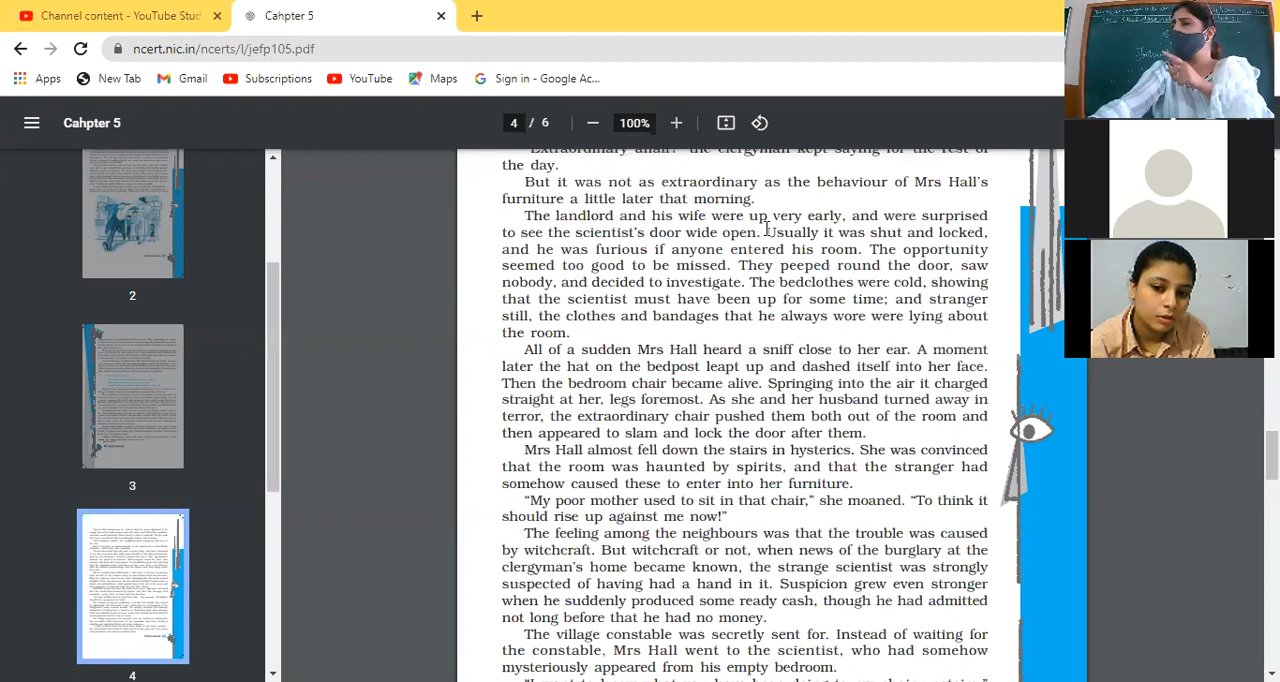 Channel content - YouTube Stu
Cahpter 5
ncert.nic.in/ncerts/l/jefp105.pdf
Apps
New Tab
Gmail
Subscriptions
YouTube
Maps
Sign in - Google Ac...
Cahpter 5
4 / 6
100%
2
3
4
"Extraordinary affair!" the clergyman kept saying for the rest of
the day.
But it was not as extraordinary as the behaviour of Mrs Hall's
furniture a little later that morning.
The landlord and his wife were up very early, and were surprised
to see the scientist's door wide open. Usually it was shut and locked,
and he was furious if anyone entered his room. The opportunity
seemed too good to be missed. They peeped round the door, saw
nobody, and decided to investigate. The bedclothes were cold, showing
that the scientist must have been up for some time; and stranger
still, the clothes and bandages that he always wore were lying about
the room.
All of a sudden Mrs Hall heard a sniff close to her ear. A moment
later the hat on the bedpost leapt up and dashed itself into her face.
Then the bedroom chair became alive. Springing into the air it charged
straight at her, legs foremost. As she and her husband turned away in
terror, the extraordinary chair pushed them both out of the room and
then appeared to slam and lock the door after them.
Mrs Hall almost fell down the stairs in hysterics. She was convinced
that the room was haunted by spirits, and that the stranger had
somehow caused these to enter into her furniture.
“My poor mother used to sit in that chair,” she moaned. “To think it
should rise up against me now!”
The feeling among the neighbours was that the trouble was caused
by witchcraft. But witchcraft or not, when news of the burglary at the
clergyman's home became known, the strange scientist was strongly
suspected of having had a hand in it. Suspicion grew even stronger
when he suddenly produced some ready cash, though he had admitted
not long before that he had no money.
The village constable was secretly sent for. Instead of waiting for
the constable, Mrs Hall went to the scientist, who had somehow
mysteriously appeared from his empty bedroom.